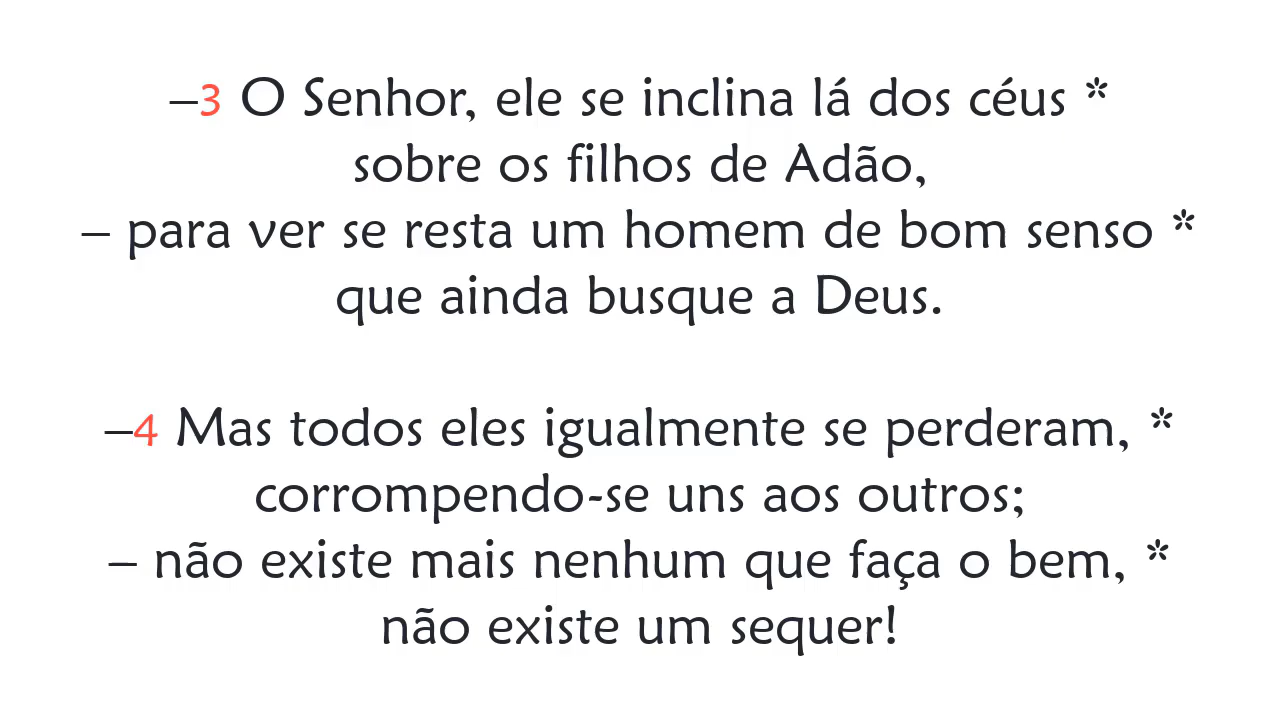 –3 O Senhor, ele se inclina lá dos céus *
sobre os filhos de Adão,
– para ver se resta um homem de bom senso *
que ainda busque a Deus.
–4 Mas todos eles igualmente se perderam, *
corrompendo-se uns aos outros;
– não existe mais nenhum que faça o bem, *
não existe um sequer!